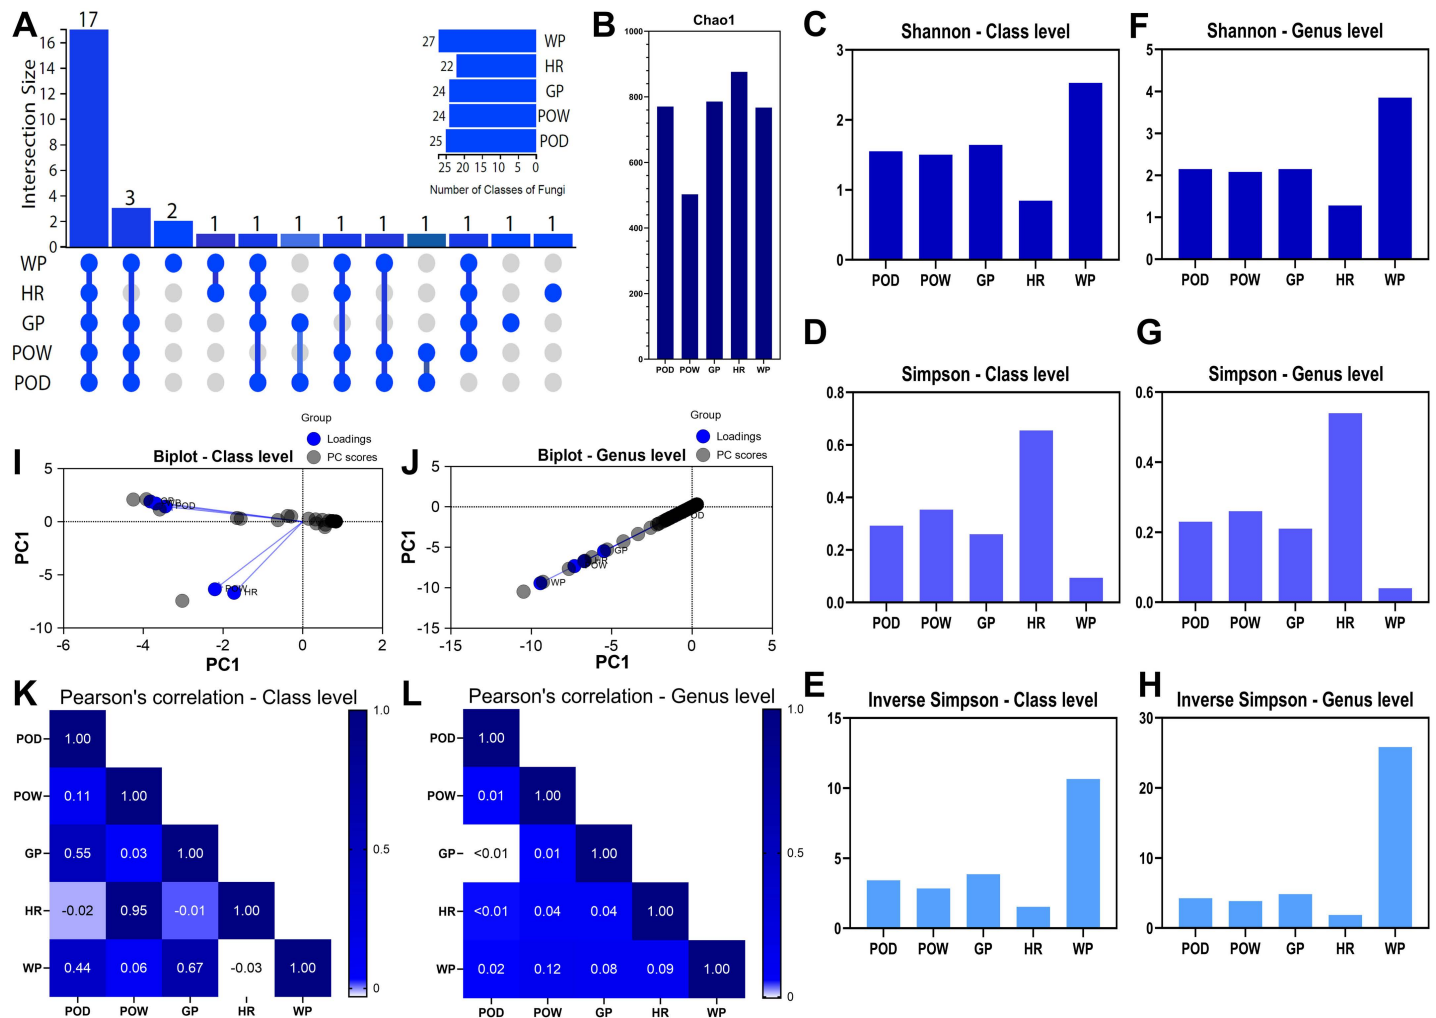 A
17
3
2
1
1
1
1
1
1
1
1
1
Intersection Size
16
14
12
10
8
6
4
2
0
WP
HR
GP
POW
POD
27
WP
22
HR
24
GP
24
POW
25
POD
25 20 15 10 5 0
Number of Classes of Fungi
B
Chao1
1000
800
600
400
200
0
POD POW GP HR WP
C
Shannon - Class level
3
2
1
0
POD POW GP HR WP
F
Shannon - Genus level
5
4
3
2
1
0
POD POW GP HR WP
D
Simpson - Class level
0.8
0.6
0.4
0.2
0.0
POD POW GP HR WP
G
Simpson - Genus level
0.6
0.4
0.2
0.0
POD POW GP HR WP
I
Group
Loadings
PC scores
Biplot - Class level
5
0
-5
-10
PC1
POD
POW
HR
-6 -4 -2 0 2
PC1
J
Group
Loadings
PC scores
Biplot - Genus level
5
0
-5
-10
-15
PC1
GP
HR
POW
WP
-15 -10 -5 0 5
PC1
E
Inverse Simpson - Class level
15
10
5
0
POD POW GP HR WP
H
Inverse Simpson - Genus level
30
20
10
0
POD POW GP HR WP
K
Pearson's correlation - Class level
POD 1.00
POW 0.11 1.00
GP 0.55 0.03 1.00
HR -0.02 0.95 -0.01 1.00
WP 0.44 0.06 0.67 -0.03 1.00
POD POW GP HR WP
1.0
0.5
0
L
Pearson's correlation - Genus level
POD 1.00
POW 0.01 1.00
GP <0.01 0.01 1.00
HR <0.01 0.04 0.04 1.00
WP 0.02 0.12 0.08 0.09 1.00
POD POW GP HR WP
1.0
0.5
0